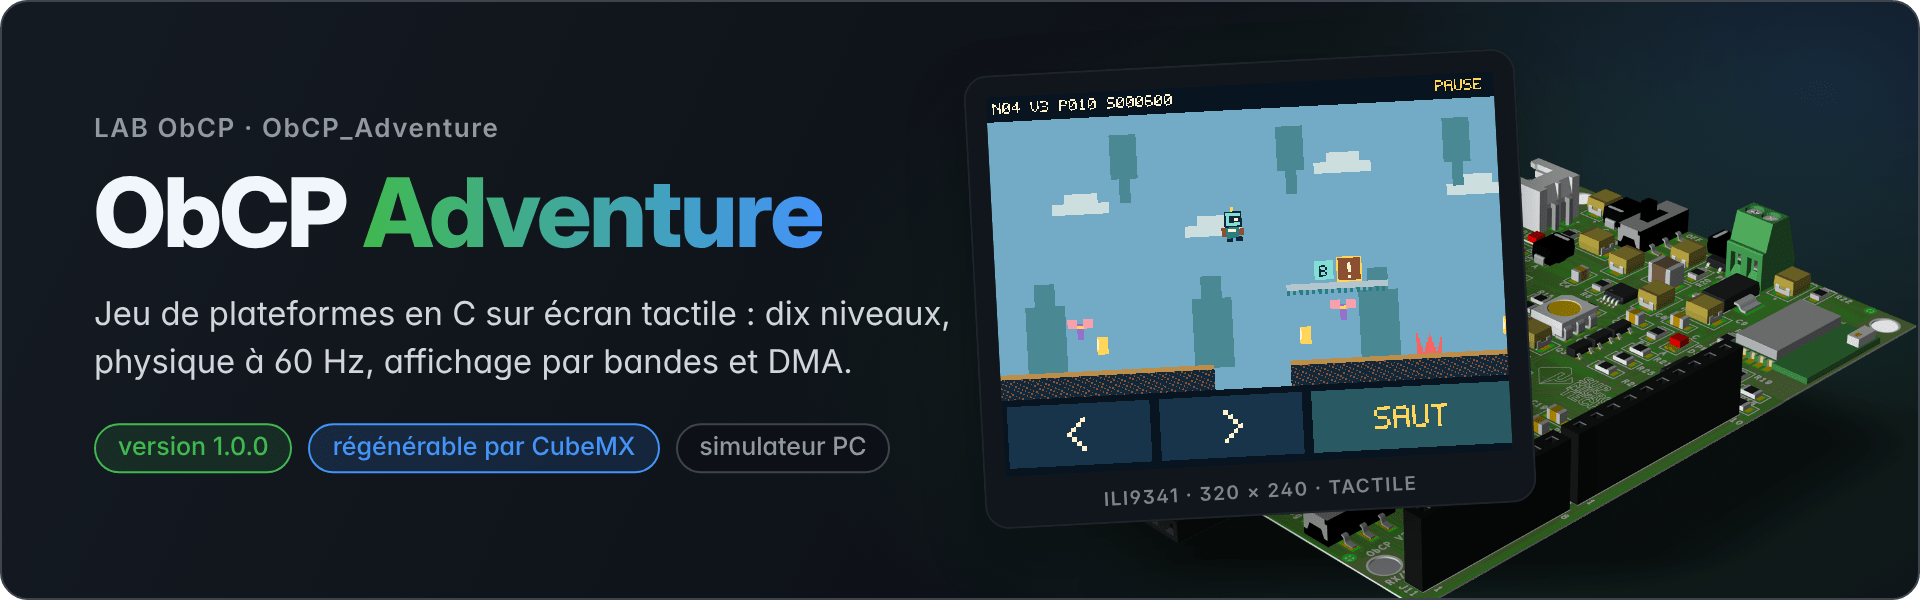 LAB ObCP · ObCP_Adventure
ObCP Adventure
Jeu de plateformes en C sur écran tactile : dix niveaux,
physique à 60 Hz, affichage par bandes et DMA.
version 1.0.0
régénérable par CubeMX
simulateur PC
N04 V3 P010 S000600
PAUSE
B
!
<
>
SAUT
ILI9341 · 320 × 240 · TACTILE